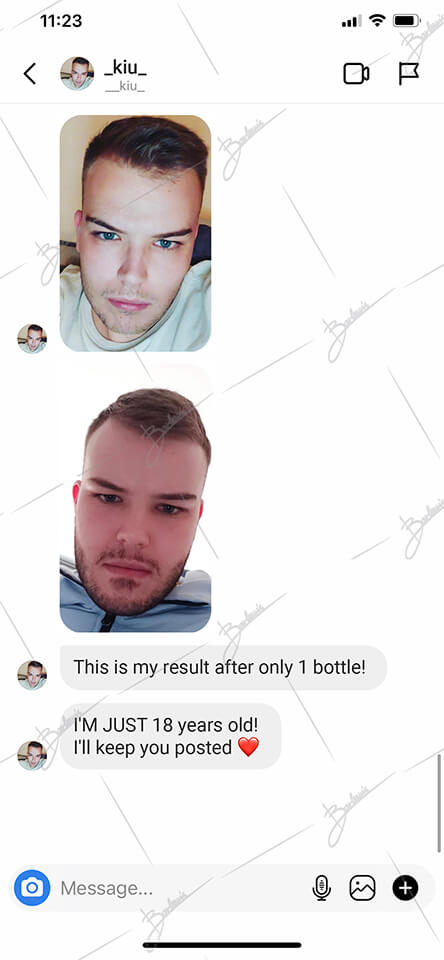 11:23
_kiu_
__kiu_
This is my result after only 1 bottle!
I'M JUST 18 years old!
I'll keep you posted ❤️
Message...